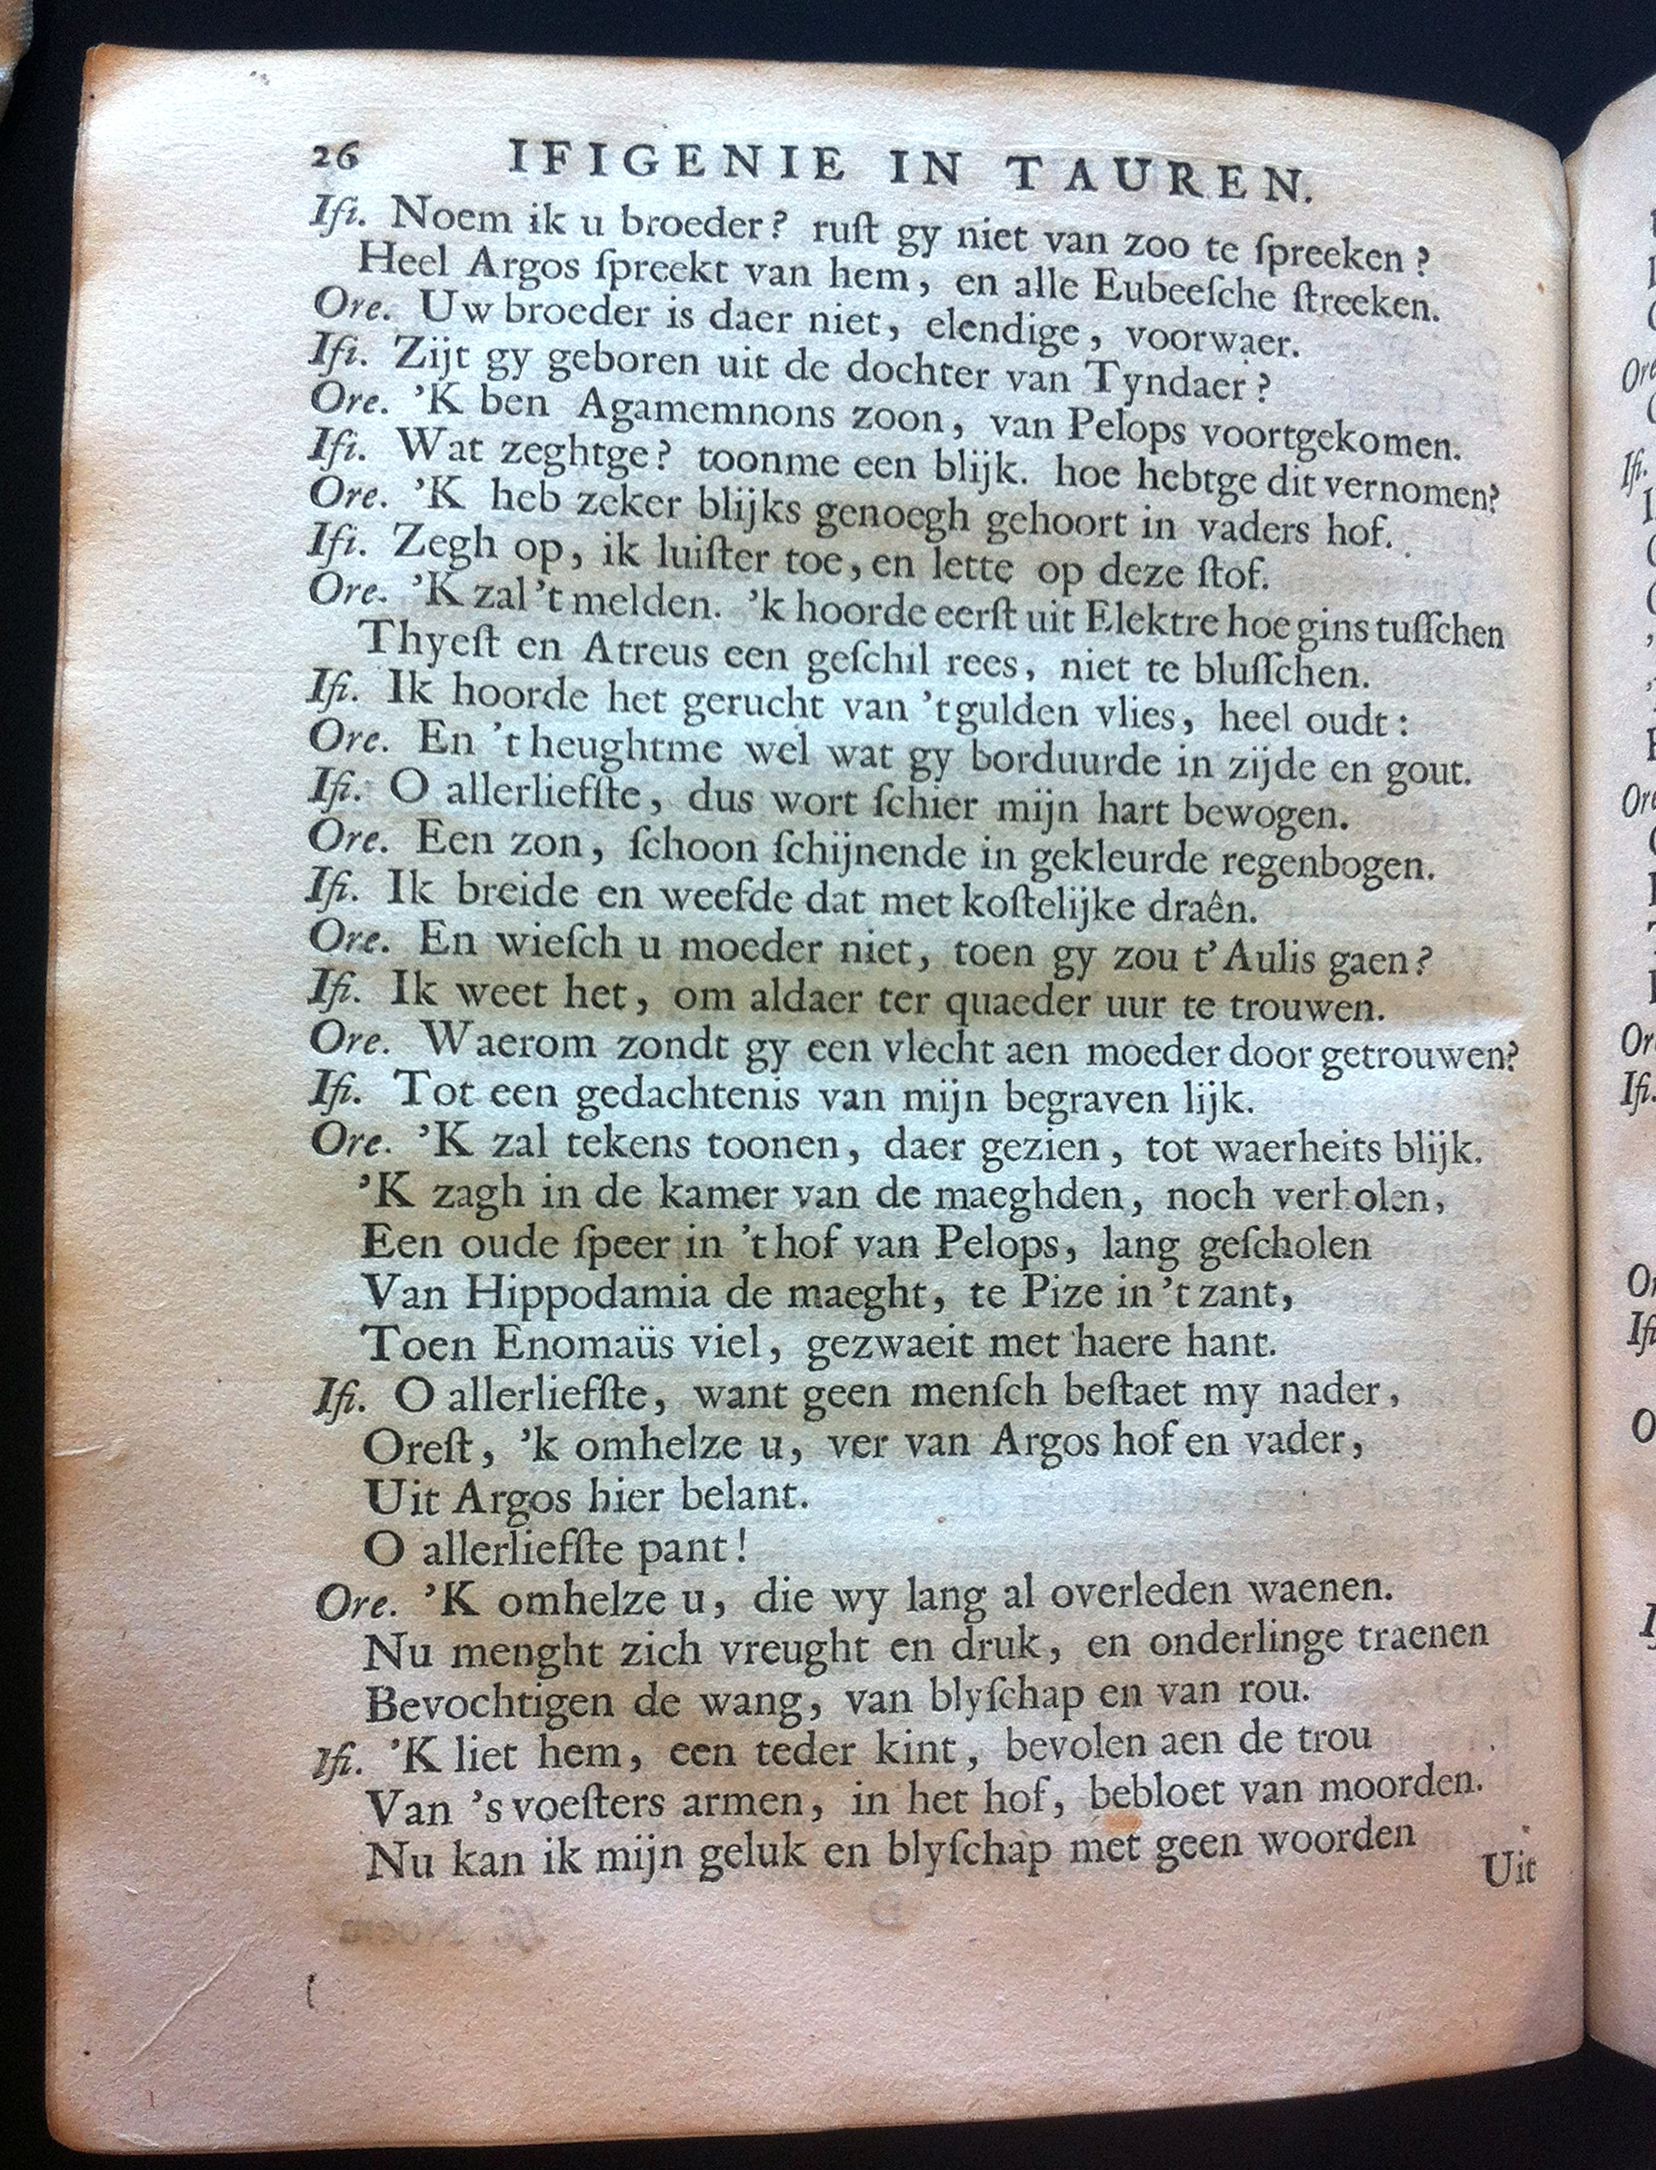 26 IFIGENIE IN TAUREN.
Ifi. Noem ik u broeder? ruſt gy niet van zoo te ſpreeken?
Heel Argos ſpreekt van hem, en alle Eubeeſche ſtreeken.
Ore. Uw broeder is daer niet, elendige, voorwaer.
Ifi. Zijt gy geboren uit de dochter van Tyndaer?
Ore. ’K ben Agamemnons zoon, van Pelops voortgekomen.
Ifi. Wat zeghtge? toonme een blijk. hoe hebtge dit vernomen?
Ore. ’K heb zeker blijks genoegh gehoort in vaders hof.
Ifi. Zegh op, ik luiſter toe, en lette op deze ſtof.
Ore. ’K zal ’t melden. ’k hoorde eerſt uit Elektre hoe gins tuſſchen
Thyeſt en Atreus een geſchil rees, niet te bluſſchen.
Ifi. Ik hoorde het gerucht van ’t gulden vlies, heel oudt:
Ore. En ’t heughtme wel wat gy borduurde in zijde en gout.
Ifi. O allerliefſte, dus wort ſchier mijn hart bewogen.
Ore. Een zon, ſchoon ſchijnende in gekleurde regenbogen.
Ifi. Ik breide en weefde dat met koſtelijke draên.
Ore. En wieſch u moeder niet, toen gy zou t’Aulis gaen?
Ifi. Ik weet het, om aldaer ter quaeder uur te trouwen.
Ore. Waerom zondt gy een vlecht aen moeder door getrouwen?
Ifi. Tot een gedachtenis van mijn begraven lijk.
Ore. ’K zal tekens toonen, daer gezien, tot waerheits blijk.
’K zagh in de kamer van de maeghden, noch verholen,
Een oude ſpeer in ’t hof van Pelops, lang geſcholen
Van Hippodamia de maeght, te Pize in ’t zant,
Toen Enomaüs viel, gezwaeit met haere hant.
Ifi. O allerliefſte, want geen menſch beſtaet my nader,
Oreſt, ’k omhelze u, ver van Argos hof en vader,
Uit Argos hier belant.
O allerliefſte pant!
Ore. ’K omhelze u, die wy lang al overleden waenen.
Nu menght zich vreught en druk, en onderlinge traenen
Bevochtigen de wang, van blyſchap en van rou.
Ifi. ’K liet hem, een teder kint, bevolen aen de trou
Van ’s voeſters armen, in het hof, bebloet van moorden.
Nu kan ik mijn geluk en blyſchap met geen woorden
Uit